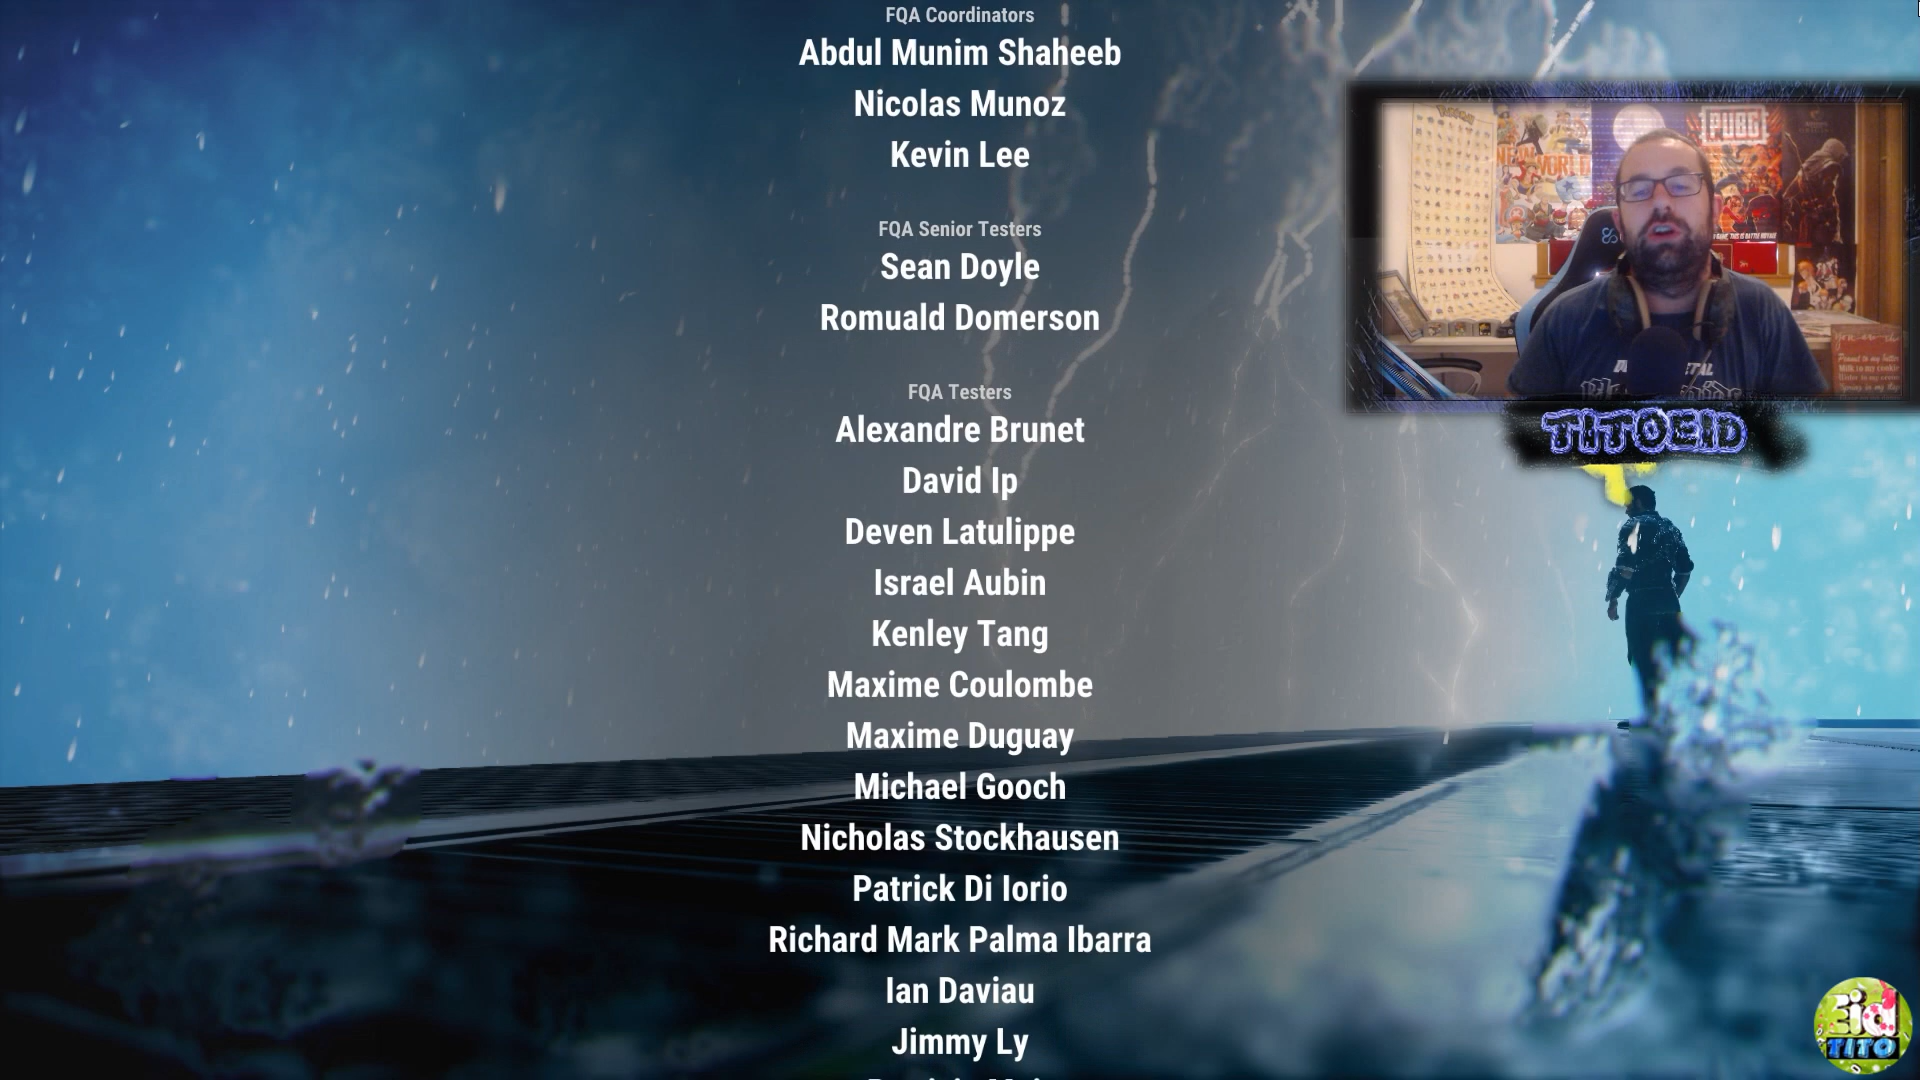 FQA Coordinators
Abdul Munim Shaheeb
Nicolas Munoz
Kevin Lee
FQA Senior Testers
Sean Doyle
Romuald Domerson
FQA Testers
Alexandre Brunet
David Ip
Deven Latulippe
Israel Aubin
Kenley Tang
Maxime Coulombe
Maxime Duguay
Michael Gooch
Nicholas Stockhausen
Patrick Di Iorio
Richard Mark Palma Ibarra
Ian Daviau
Jimmy Ly
PUBG
WORLD
TITOEID
Eid
TITO